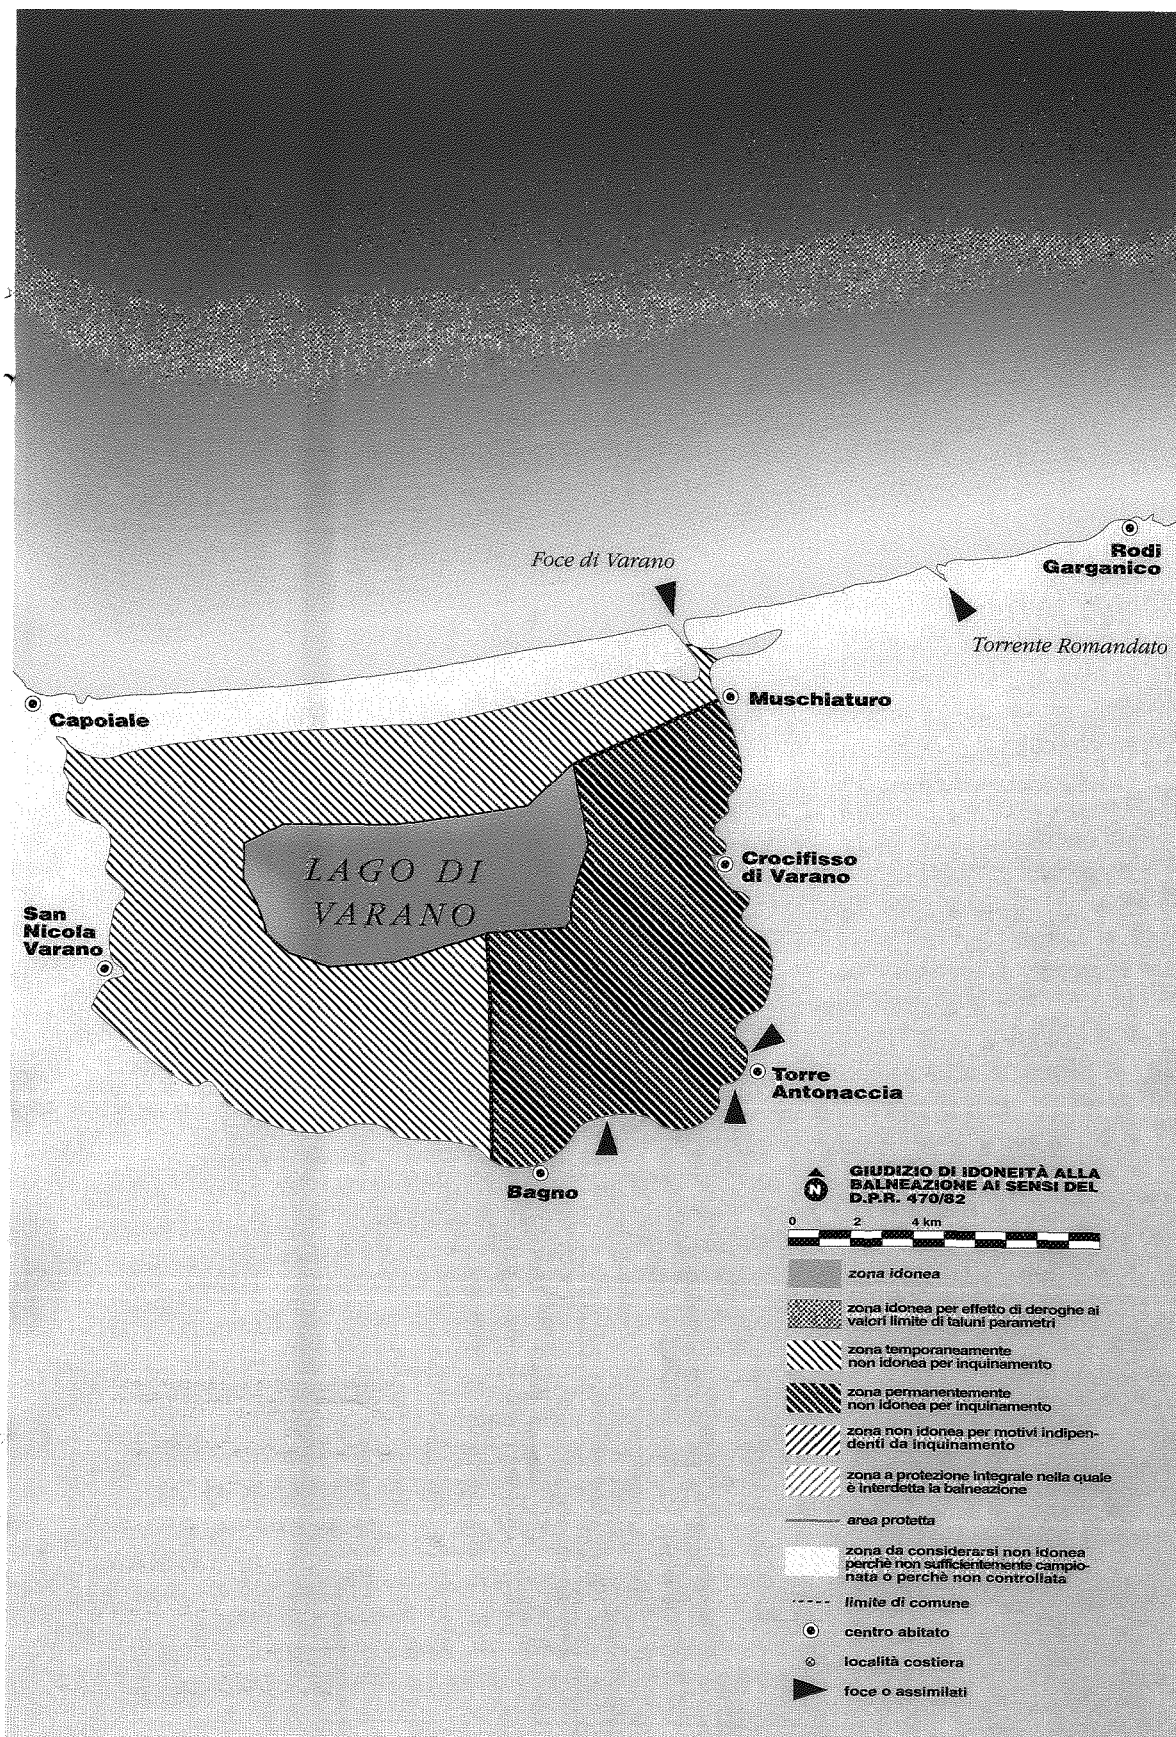 Foce di Varano
Rodi
Garganico
Torrente Romandato
Muschiaturo
Capoiale
LAGO DI
VARANO
Crocifisso
di Varano
San
Nicola
Varano
Torre
Antonaccia
Bagno
N
GIUDIZIO DI IDONEITÀ ALLA
BALNEAZIONE AI SENSI DEL
D.P.R. 470/82
0 2 4 km
zona idonea
zona idonea per effetto di deroghe ai
valori limite di taluni parametri
zona temporaneamente
non idonea per inquinamento
zona permanentemente
non idonea per inquinamento
zona non idonea per motivi indipen-
denti da inquinamento
zona a protezione integrale nella quale
è interdetta la balneazione
area protetta
zona da considerarsi non idonea
perchè non sufficientemente campio-
nata o perchè non controllata
limite di comune
centro abitato
località costiera
foce o assimilati